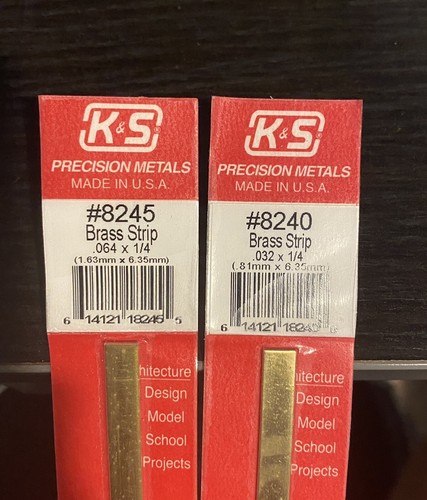 K&S®
PRECISION METALS
MADE IN U.S.A.
#8245
Brass Strip
.064 x 1/4"
(1.63mm x 6.35mm)
6 14121 18245 5
hitecture
Design
Model
School
Projects
K&S®
PRECISION METALS
MADE IN U.S.A.
#8240
Brass Strip
.032 x 1/4"
(.81mm x 6.35mm)
6 14121 18240
hitecture
Design
Model
School
Projects